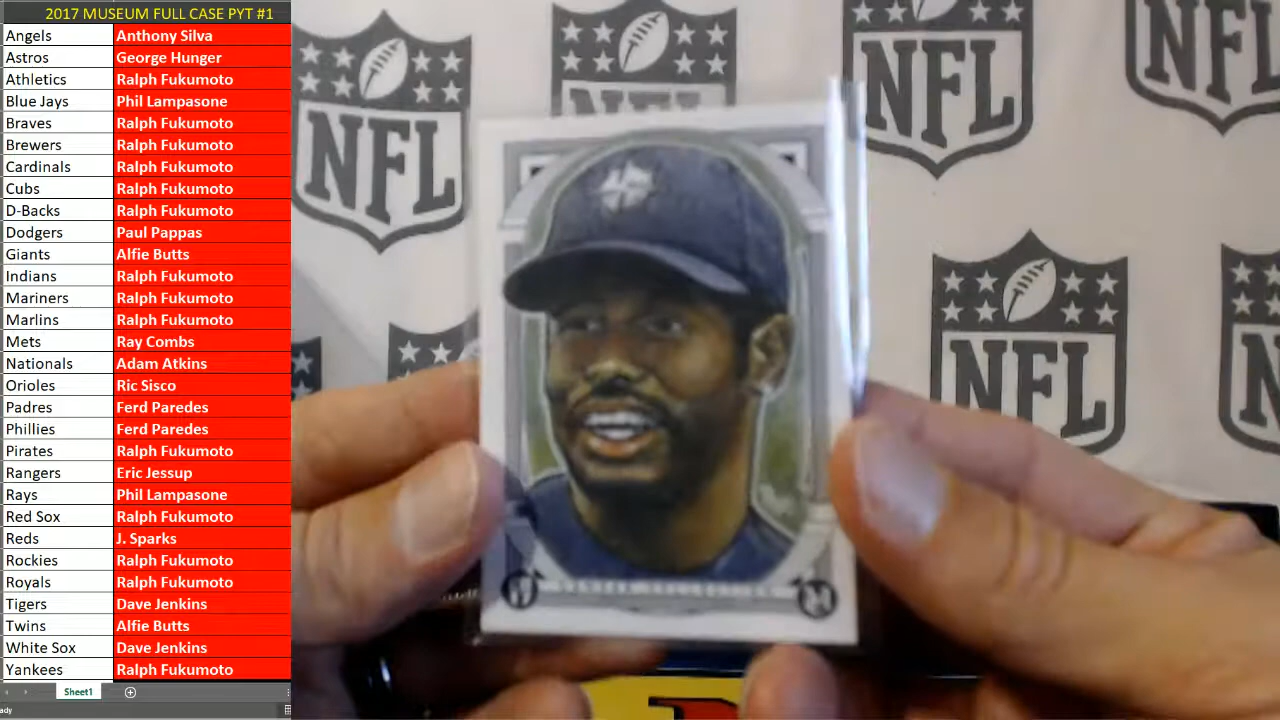 2017 MUSEUM FULL CASE PYT #1
Angels Anthony Silva
Astros George Hunger
Athletics Ralph Fukumoto
Blue Jays Phil Lampasone
Braves Ralph Fukumoto
Brewers Ralph Fukumoto
Cardinals Ralph Fukumoto
Cubs Ralph Fukumoto
D-Backs Ralph Fukumoto
Dodgers Paul Pappas
Giants Alfie Butts
Indians Ralph Fukumoto
Mariners Ralph Fukumoto
Marlins Ralph Fukumoto
Mets Ray Combs
Nationals Adam Atkins
Orioles Ric Sisco
Padres Ferd Paredes
Phillies Ferd Paredes
Pirates Ralph Fukumoto
Rangers Eric Jessup
Rays Phil Lampasone
Red Sox Ralph Fukumoto
Reds J. Sparks
Rockies Ralph Fukumoto
Royals Ralph Fukumoto
Tigers Dave Jenkins
Twins Alfie Butts
White Sox Dave Jenkins
Yankees Ralph Fukumoto
Sheet1
ady
NFL
NFL
NFL
NFL
NFL
NFL